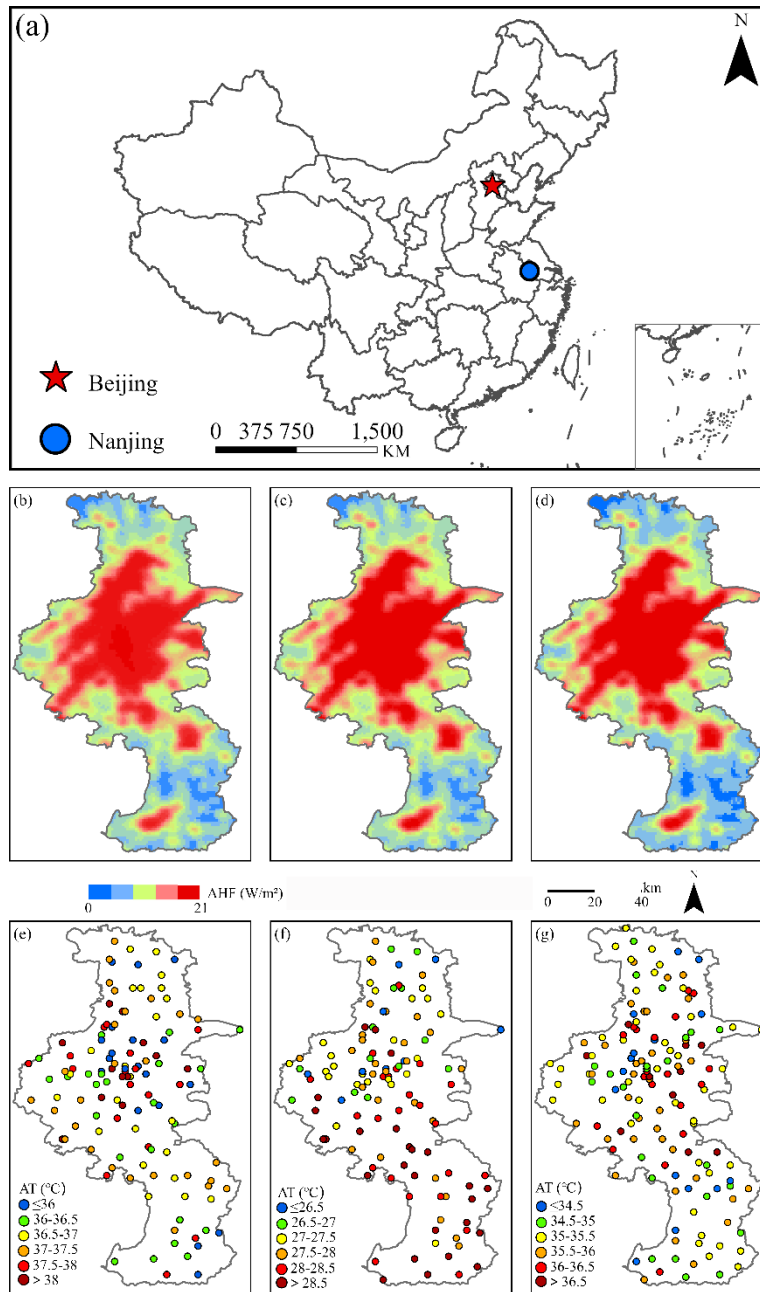 (a)
N
Beijing
Nanjing
0 375 750 1,500
KM
(b)
(c)
(d)
AHF (W/m²)
0 21
N
km
0 20 40
(e)
(f)
(g)
AT (°C)
≤36
36-36.5
36.5-37
37-37.5
37.5-38
> 38
AT (°C)
≤26.5
26.5-27
27-27.5
27.5-28
28-28.5
> 28.5
AT (°C)
<34.5
34.5-35
35-35.5
35.5-36
36-36.5
> 36.5